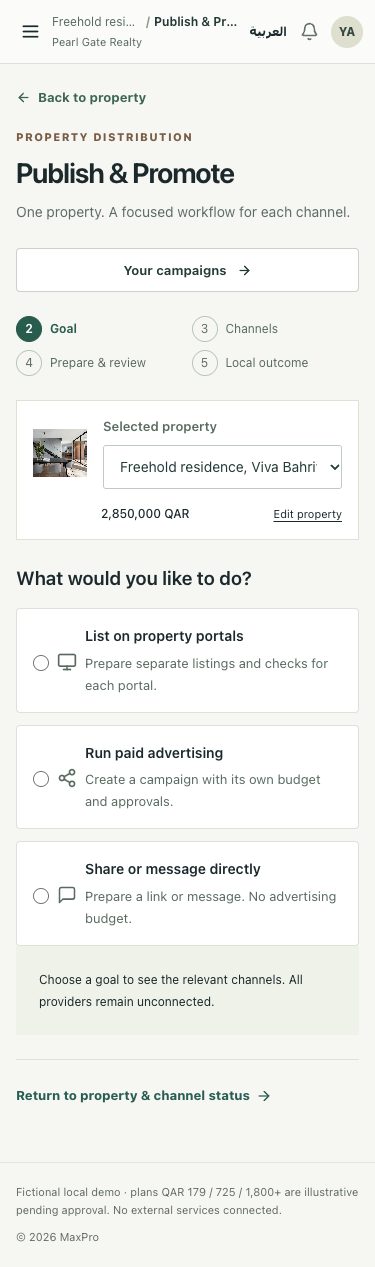 Freehold resi... / Publish & Pr...
Pearl Gate Realty
العربية
YA
Back to property
PROPERTY DISTRIBUTION
Publish & Promote
One property. A focused workflow for each channel.
Your campaigns
2 Goal
3 Channels
4 Prepare & review
5 Local outcome
Selected property
Freehold residence, Viva Bahri
2,850,000 QAR
Edit property
What would you like to do?
List on property portals
Prepare separate listings and checks for
each portal.
Run paid advertising
Create a campaign with its own budget
and approvals.
Share or message directly
Prepare a link or message. No advertising
budget.
Choose a goal to see the relevant channels. All
providers remain unconnected.
Return to property & channel status
Fictional local demo · plans QAR 179 / 725 / 1,800+ are illustrative
pending approval. No external services connected.
© 2026 MaxPro